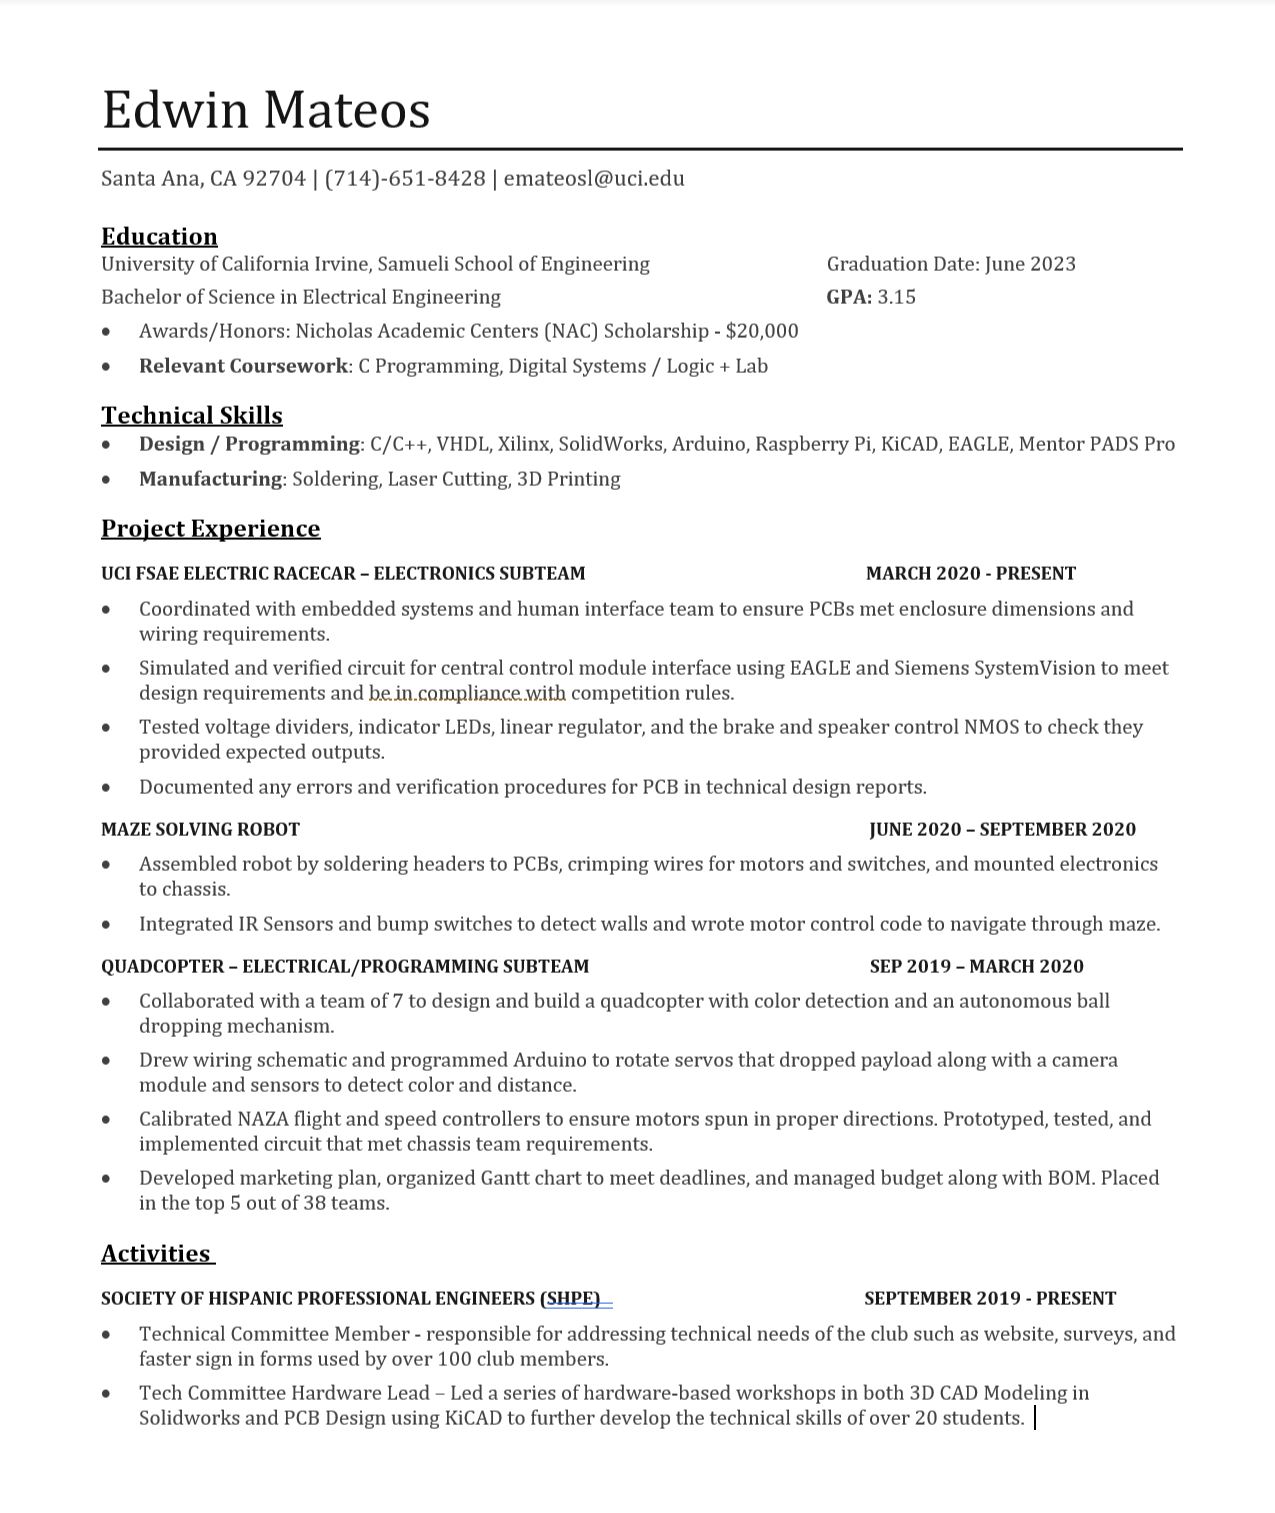 Edwin Mateos
Santa Ana, CA 92704 | (714)-651-8428 | emateosl@uci.edu
Education
University of California Irvine, Samueli School of Engineering Graduation Date: June 2023
Bachelor of Science in Electrical Engineering GPA: 3.15
• Awards/Honors: Nicholas Academic Centers (NAC) Scholarship - $20,000
• Relevant Coursework: C Programming, Digital Systems / Logic + Lab
Technical Skills
• Design / Programming: C/C++, VHDL, Xilinx, SolidWorks, Arduino, Raspberry Pi, KiCAD, EAGLE, Mentor PADS Pro
• Manufacturing: Soldering, Laser Cutting, 3D Printing
Project Experience
UCI FSAE ELECTRIC RACECAR – ELECTRONICS SUBTEAM MARCH 2020 - PRESENT
• Coordinated with embedded systems and human interface team to ensure PCBs met enclosure dimensions and
wiring requirements.
• Simulated and verified circuit for central control module interface using EAGLE and Siemens SystemVision to meet
design requirements and be in compliance with competition rules.
• Tested voltage dividers, indicator LEDs, linear regulator, and the brake and speaker control NMOS to check they
provided expected outputs.
• Documented any errors and verification procedures for PCB in technical design reports.
MAZE SOLVING ROBOT JUNE 2020 – SEPTEMBER 2020
• Assembled robot by soldering headers to PCBs, crimping wires for motors and switches, and mounted electronics
to chassis.
• Integrated IR Sensors and bump switches to detect walls and wrote motor control code to navigate through maze.
QUADCOPTER – ELECTRICAL/PROGRAMMING SUBTEAM SEP 2019 – MARCH 2020
• Collaborated with a team of 7 to design and build a quadcopter with color detection and an autonomous ball
dropping mechanism.
• Drew wiring schematic and programmed Arduino to rotate servos that dropped payload along with a camera
module and sensors to detect color and distance.
• Calibrated NAZA flight and speed controllers to ensure motors spun in proper directions. Prototyped, tested, and
implemented circuit that met chassis team requirements.
• Developed marketing plan, organized Gantt chart to meet deadlines, and managed budget along with BOM. Placed
in the top 5 out of 38 teams.
Activities
SOCIETY OF HISPANIC PROFESSIONAL ENGINEERS (SHPE) SEPTEMBER 2019 - PRESENT
• Technical Committee Member - responsible for addressing technical needs of the club such as website, surveys, and
faster sign in forms used by over 100 club members.
• Tech Committee Hardware Lead – Led a series of hardware-based workshops in both 3D CAD Modeling in
Solidworks and PCB Design using KiCAD to further develop the technical skills of over 20 students.